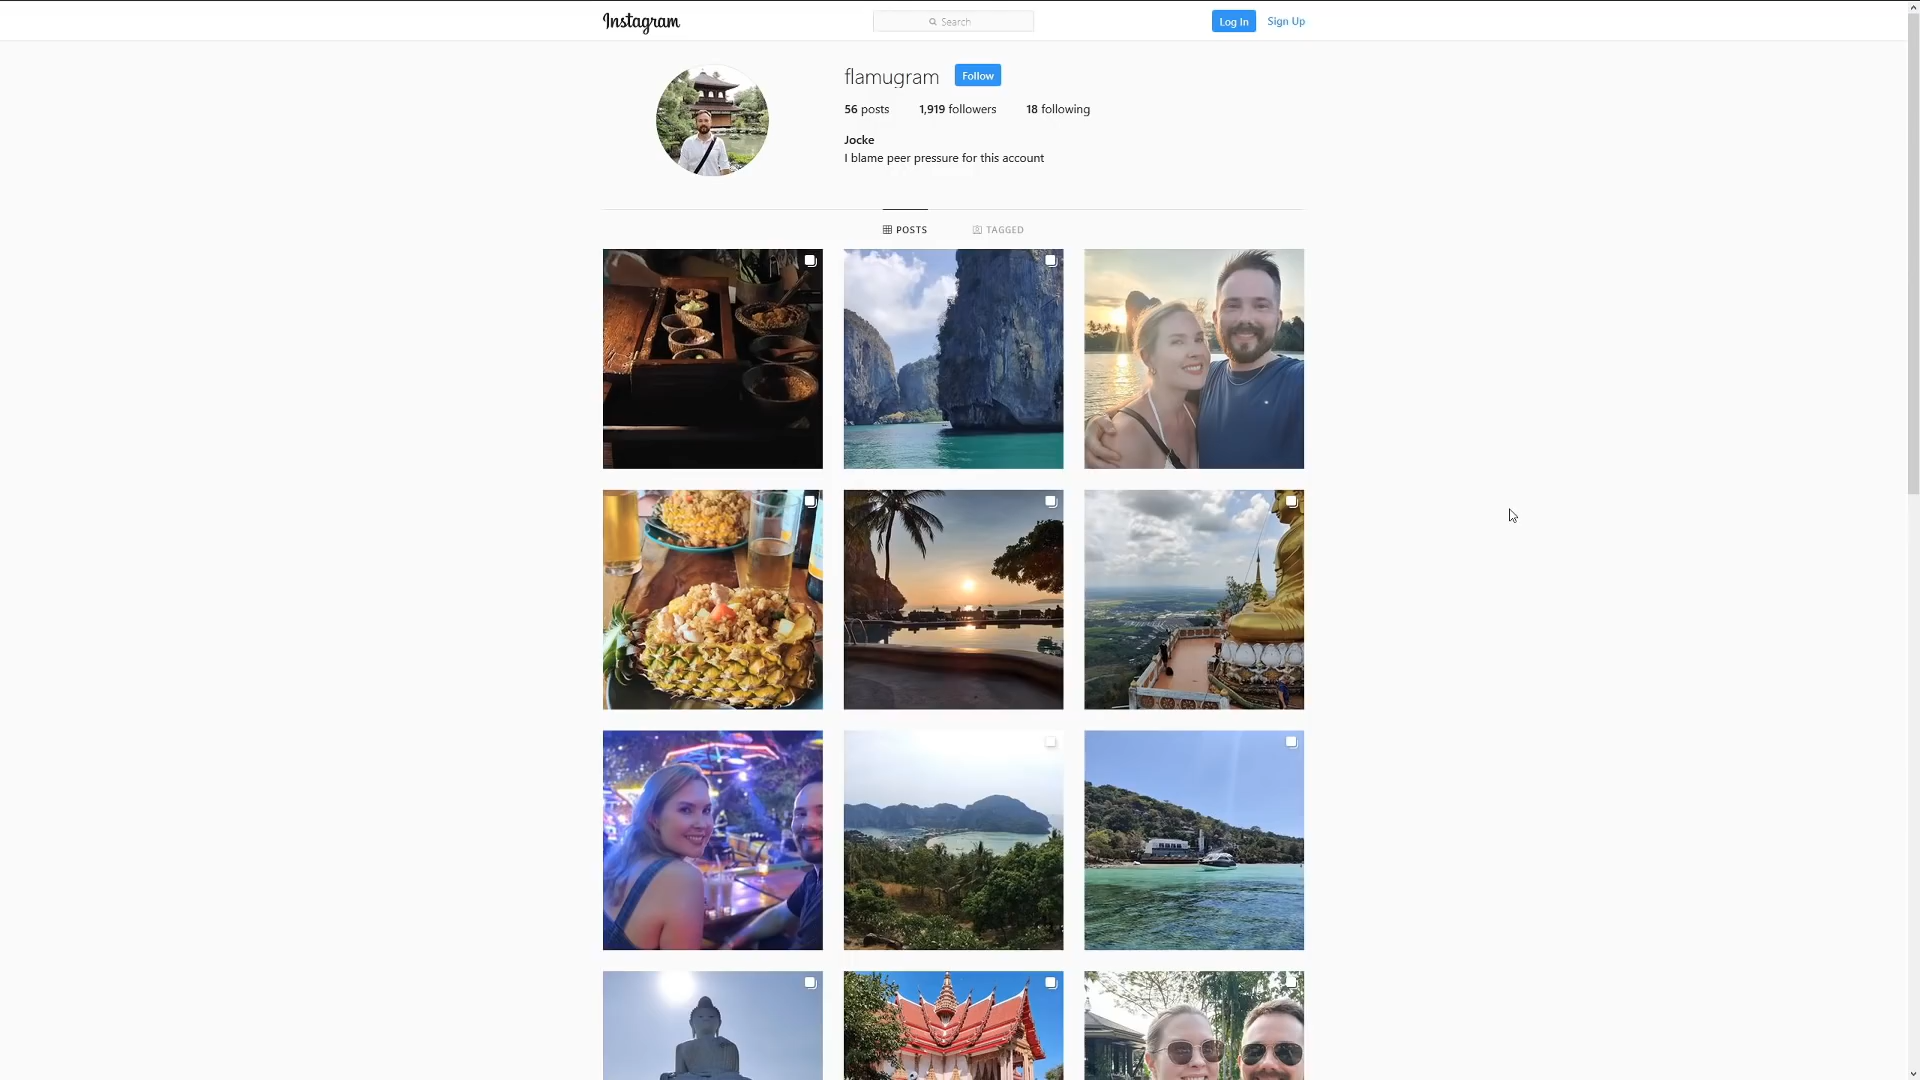 Instagram
Search
Log In
Sign Up
flamugram
Follow
56 posts
1,919 followers
18 following
Jocke
I blame peer pressure for this account
POSTS
TAGGED